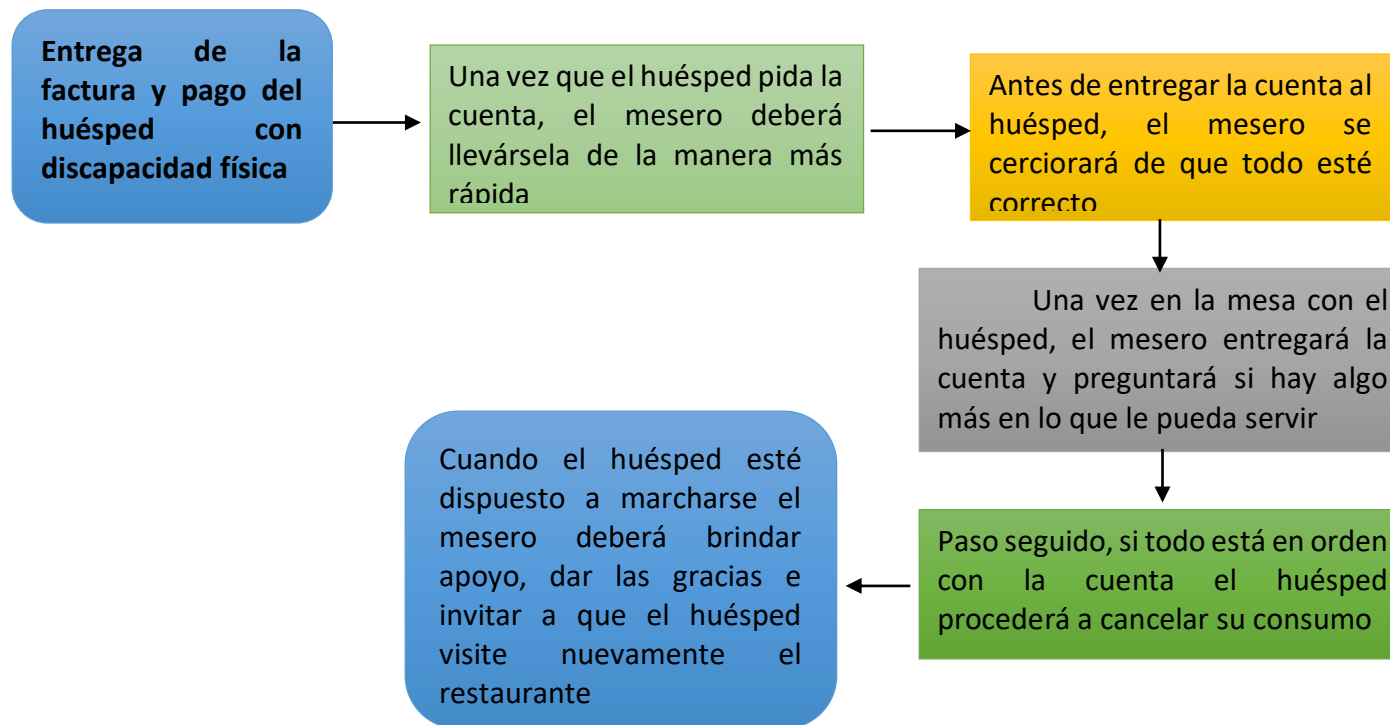 Entrega de la
factura y pago del
huésped con
discapacidad física
Una vez que el huésped pida la
cuenta, el mesero deberá
llevársela de la manera más
rápida
Antes de entregar la cuenta al
huésped, el mesero se
cerciorará de que todo esté
correcto
Una vez en la mesa con el
huésped, el mesero entregará la
cuenta y preguntará si hay algo
más en lo que le pueda servir
Paso seguido, si todo está en orden
con la cuenta el huésped
procederá a cancelar su consumo
Cuando el huésped esté
dispuesto a marcharse el
mesero deberá brindar
apoyo, dar las gracias e
invitar a que el huésped
visite nuevamente el
restaurante